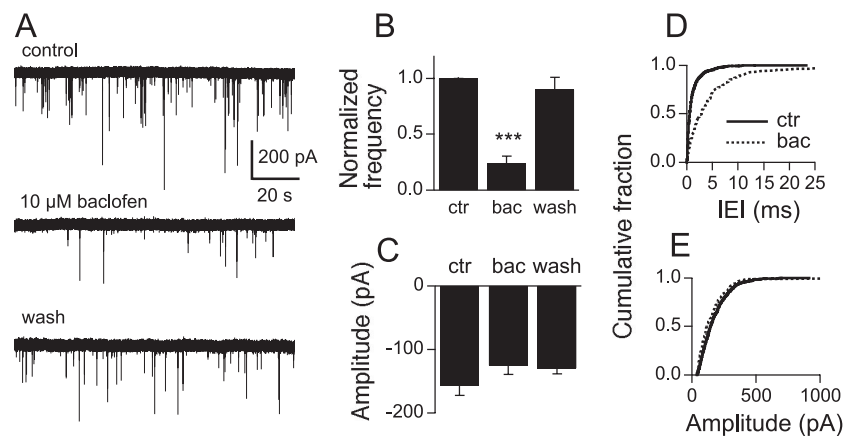 A
control
200 pA
20 s
10 µM baclofen
wash
B
Normalized
frequency
1.0
0.5
0.0
***
ctr bac wash
C
Amplitude (pA)
ctr bac wash
0
-100
-200
Cumulative fraction
D
1.0
0.5
0.0
ctr
bac
0 5 10 15 20 25
IEI (ms)
E
1.0
0.5
0.0
0 500 1000
Amplitude (pA)